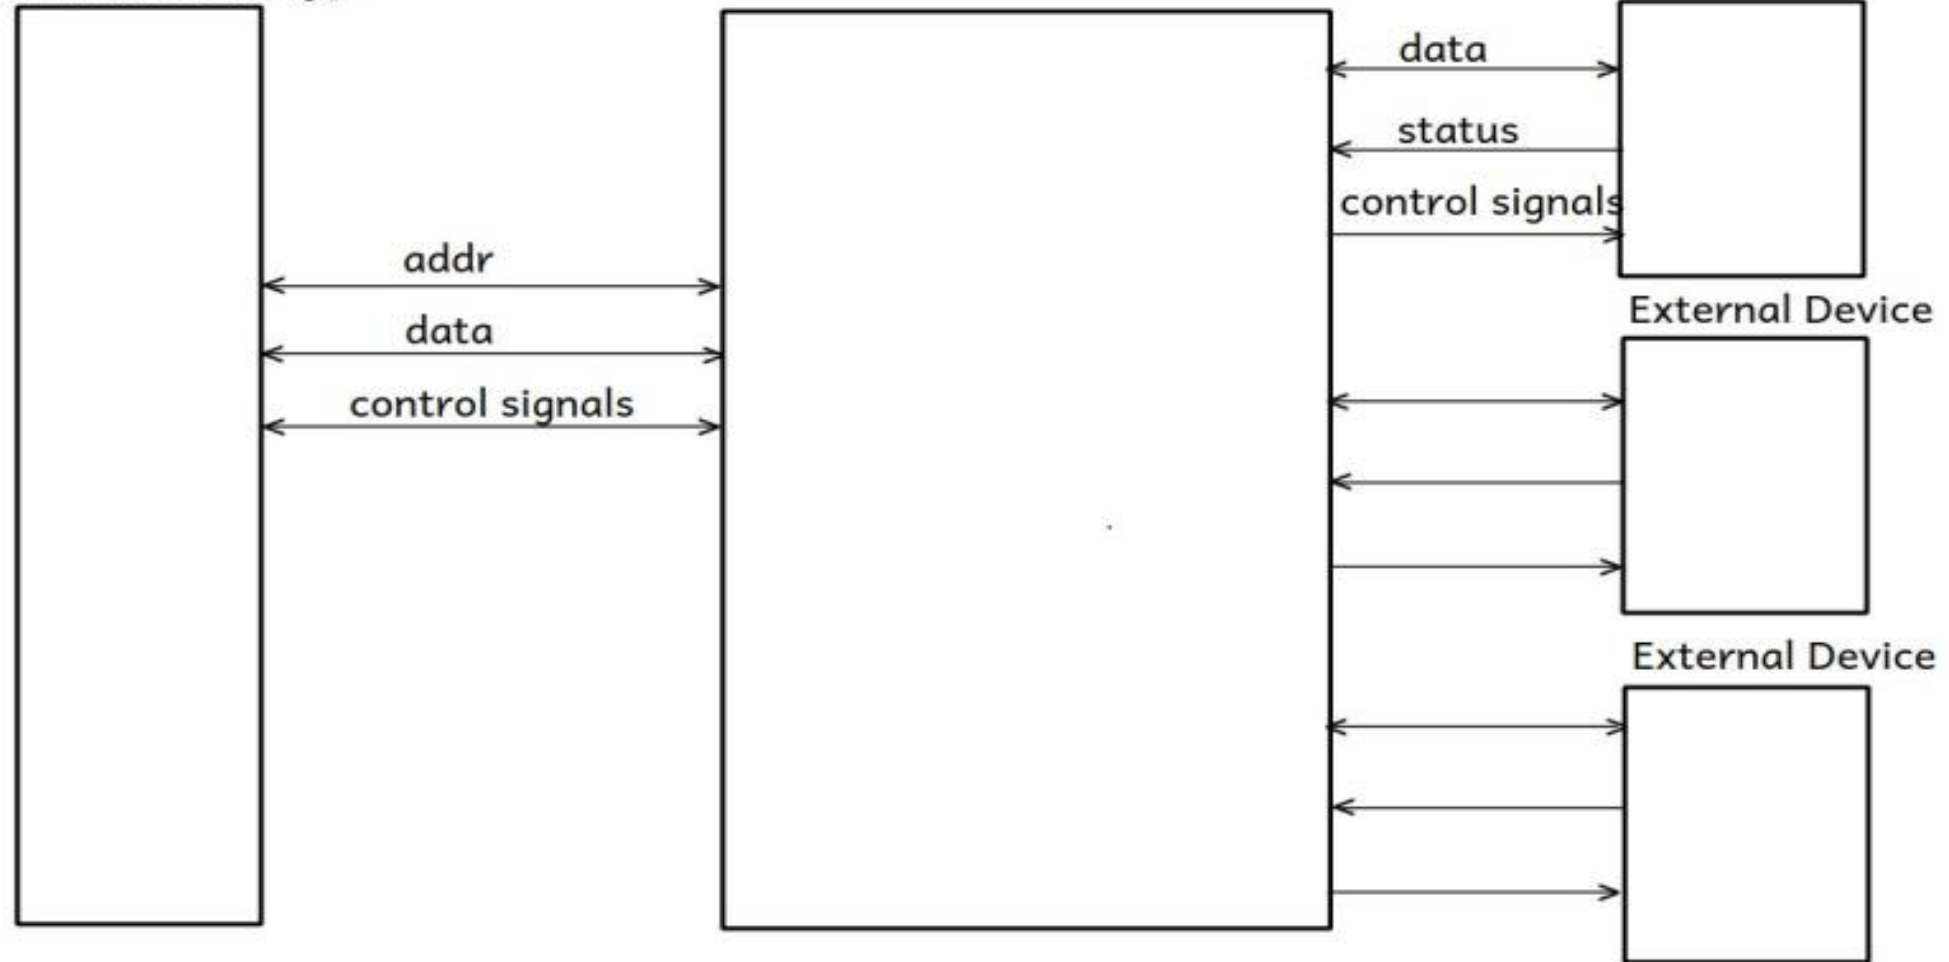 data
status
control signals
addr
External Device
data
control signals
External Device